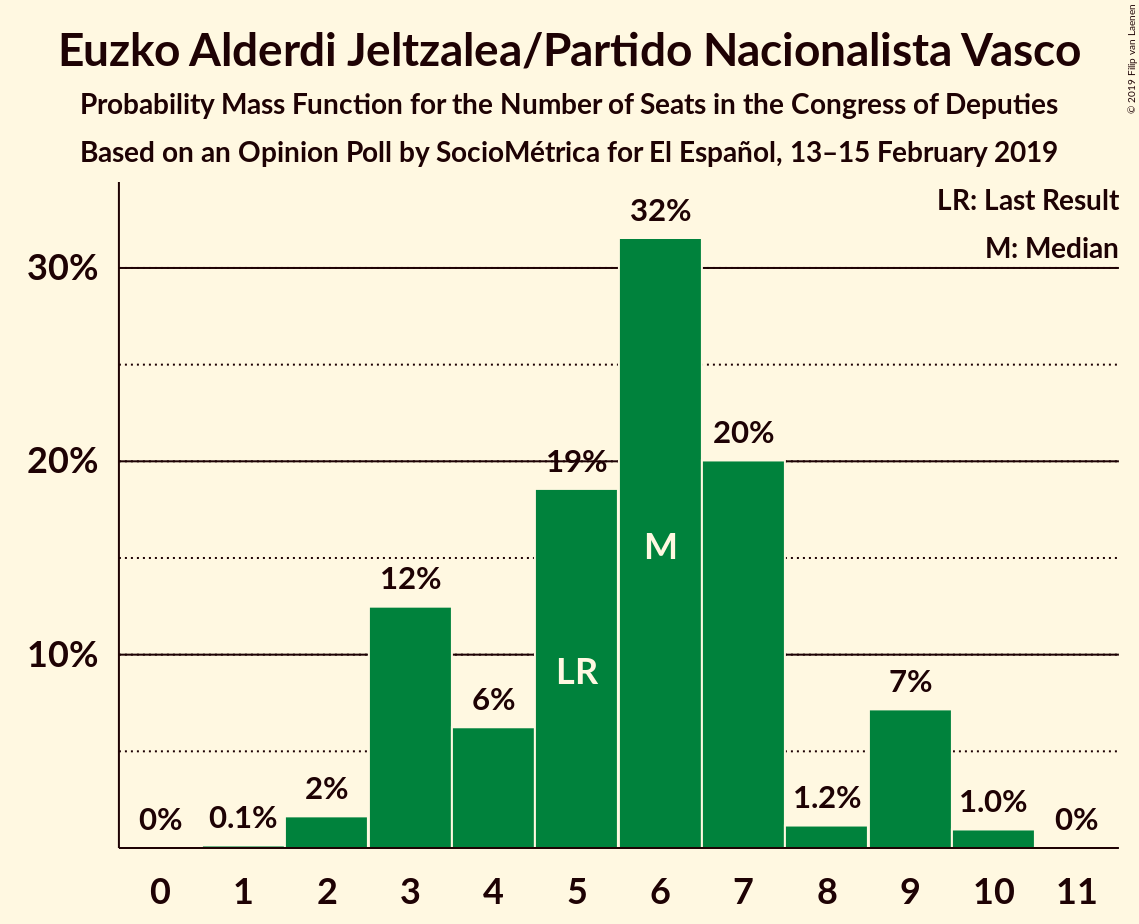 Euzko Alderdi Jeltzalea/Partido Nacionalista Vasco
Probability Mass Function for the Number of Seats in the Congress of Deputies
Based on an Opinion Poll by SocioMétrica for El Español, 13–15 February 2019
© 2019 Filip van Laenen
LR: Last Result
M: Median
30%
20%
10%
0%
0.1%
2%
12%
6%
19%
32%
20%
1.2%
7%
1.0%
0%
LR
M
0 1 2 3 4 5 6 7 8 9 10 11